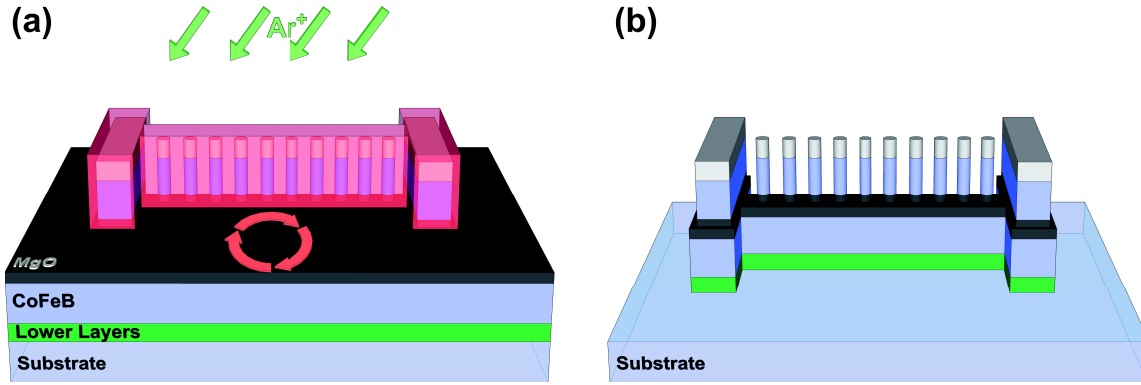 (a)
Ar+
MgO
CoFeB
Lower Layers
Substrate
(b)
Substrate